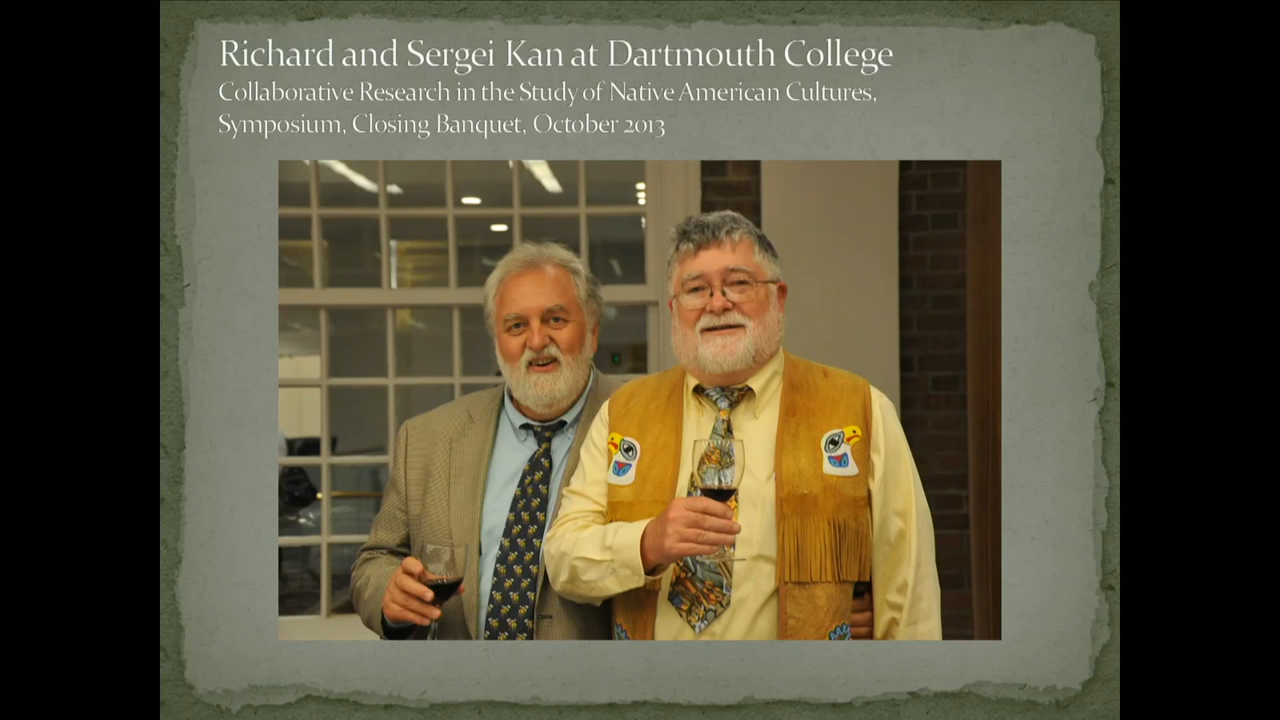 Richard and Sergei Kan at Dartmouth College
Collaborative Research in the Study of Native American Cultures,
Symposium, Closing Banquet, October 2013